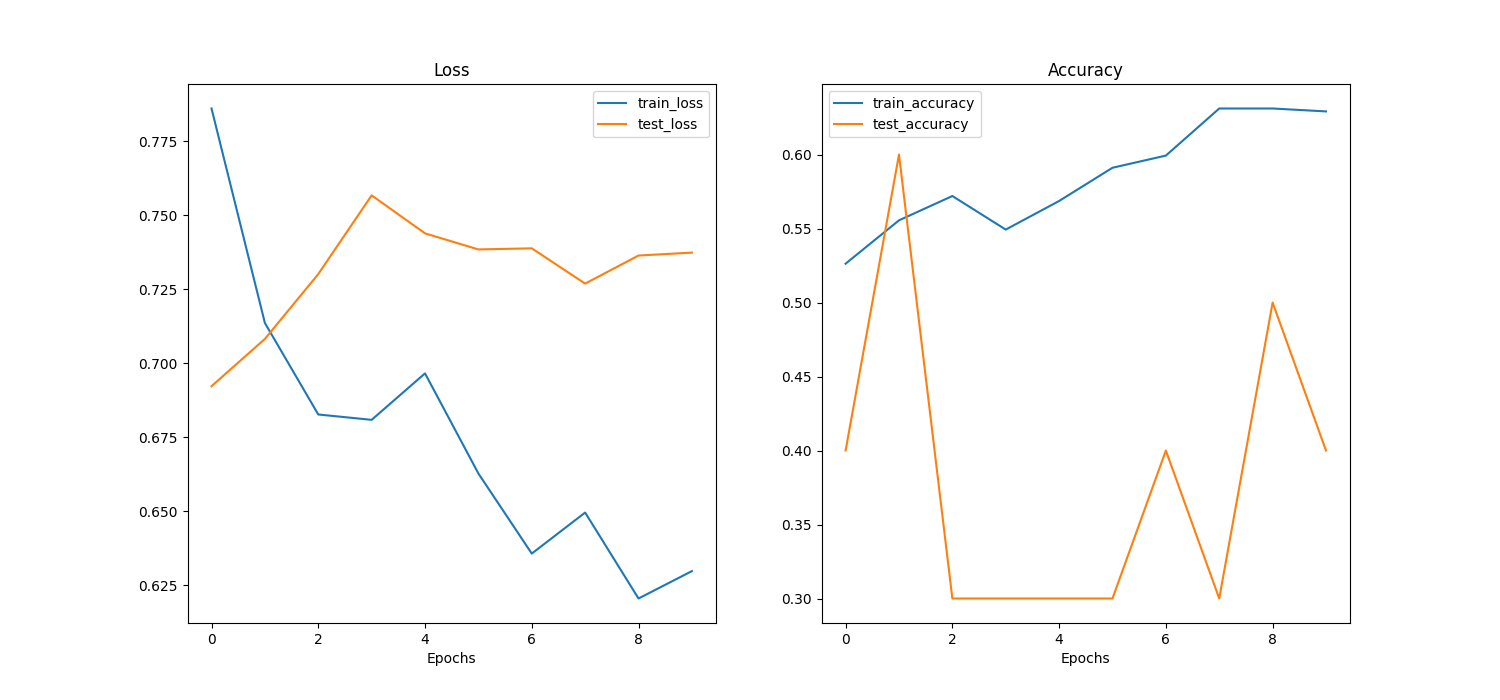 Loss
train_loss
test_loss
0.775
0.750
0.725
0.700
0.675
0.650
0.625
0 2 4 6 8
Epochs
Accuracy
train_accuracy
test_accuracy
0.60
0.55
0.50
0.45
0.40
0.35
0.30
0 2 4 6 8
Epochs